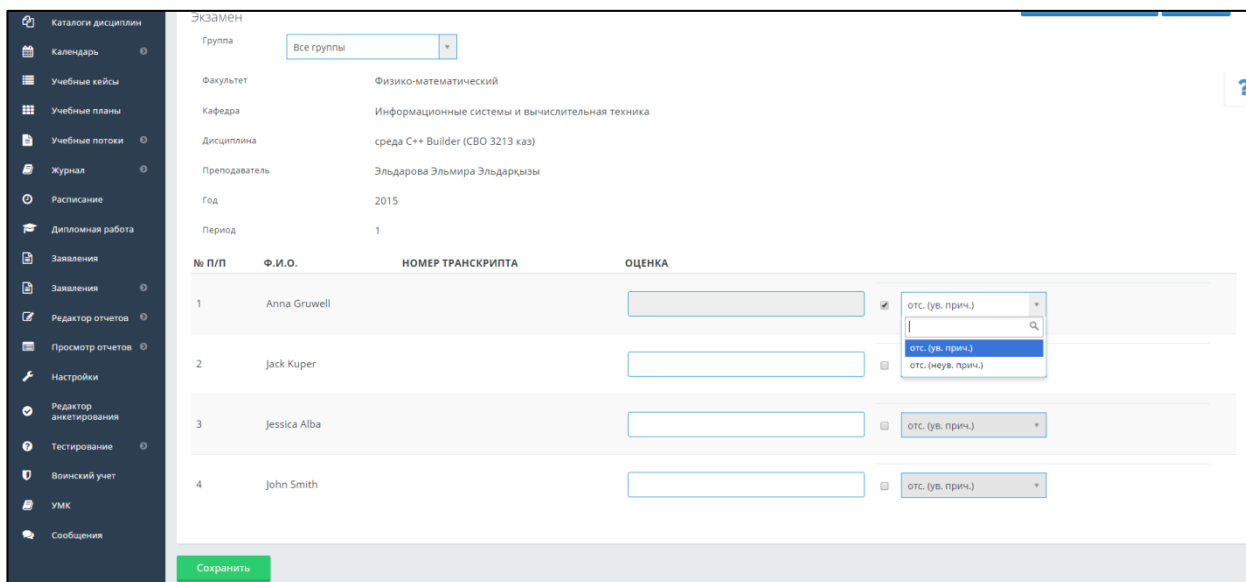 Каталоги дисциплин
Календарь
Учебные кейсы
Учебные планы
Учебные потоки
Журнал
Расписание
Дипломная работа
Заявления
Заявления
Редактор отчетов
Просмотр отчетов
Настройки
Редактор
анкетирования
Тестирование
Воинский учет
УМК
Сообщения
Экзамен
Группа Все группы
Факультет Физико-математический
Кафедра Информационные системы и вычислительная техника
Дисциплина среда C++ Builder (CBO 3213 каз)
Преподаватель Эльдарова Эльмира Эльдарқызы
Год 2015
Период 1
№ П/П Ф.И.О. НОМЕР ТРАНСКРИПТА ОЦЕНКА
1 Anna Gruwell отс. (ув. прич.)
отс. (ув. прич.)
отс. (неув. прич.)
2 Jack Kuper
3 Jessica Alba отс. (ув. прич.)
4 John Smith отс. (ув. прич.)
Сохранить